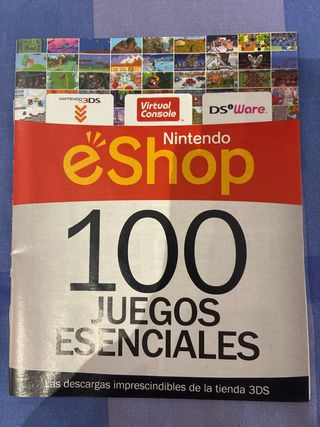 NINTENDO 3DS
Virtual Console
DSiWare
Nintendo
eShop
100
JUEGOS
ESENCIALES
Las descargas imprescindibles de la tienda 3DS